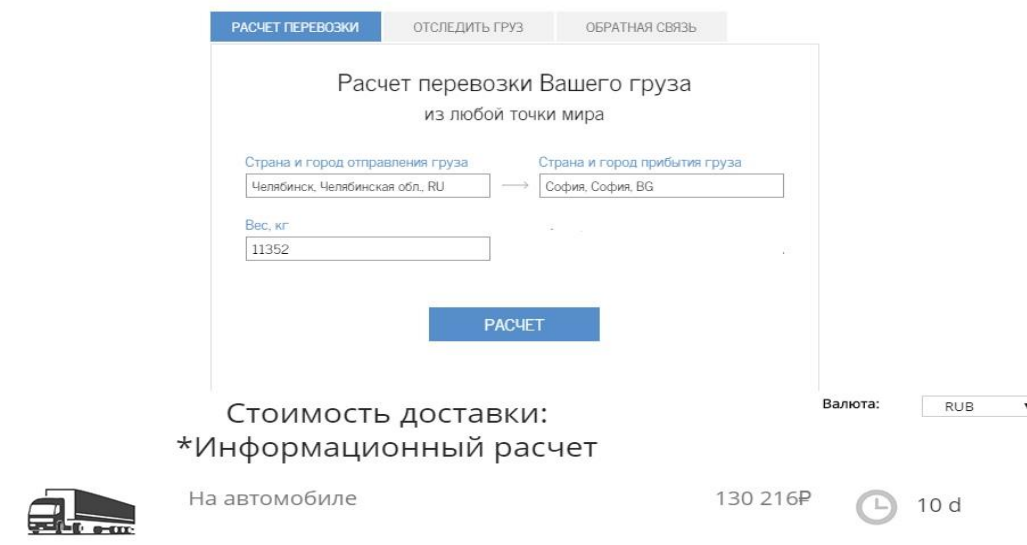 РАСЧЕТ ПЕРЕВОЗКИ ОТСЛЕДИТЬ ГРУЗ ОБРАТНАЯ СВЯЗЬ
Расчет перевозки Вашего груза
из любой точки мира
Страна и город отправления груза Страна и город прибытия груза
Челябинск, Челябинская обл., RU → София, София, BG
Вес, кг
11352
РАСЧЕТ
Стоимость доставки:
Валюта: RUB
*Информационный расчет
На автомобиле 130 216₽ 10 d